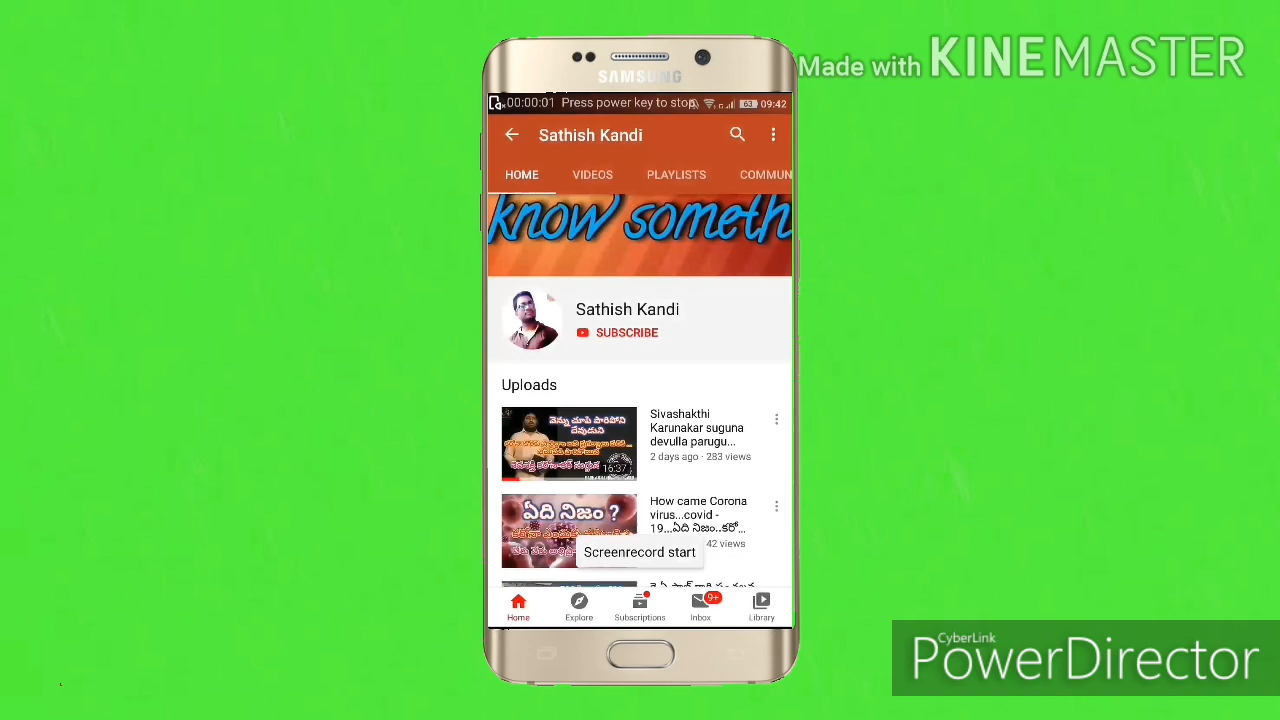 Made with KINEMASTER
SAMSUNG
00:00:01 Press power key to stop 63 09:42
Sathish Kandi
HOME VIDEOS PLAYLISTS COMMUN
know someth
Sathish Kandi
SUBSCRIBE
Uploads
వెన్ను చూపి పారిపోని
దేవుడుని
16:37
Sivashakthi
Karunakar suguna
devulla parugu...
2 days ago · 283 views
ఏది నిజం ?
How came Corona
virus...covid -
19...ఏది నిజం..కరో...
42 views
Screenrecord start
9+
Home Explore Subscriptions Inbox Library
CyberLink
PowerDirector